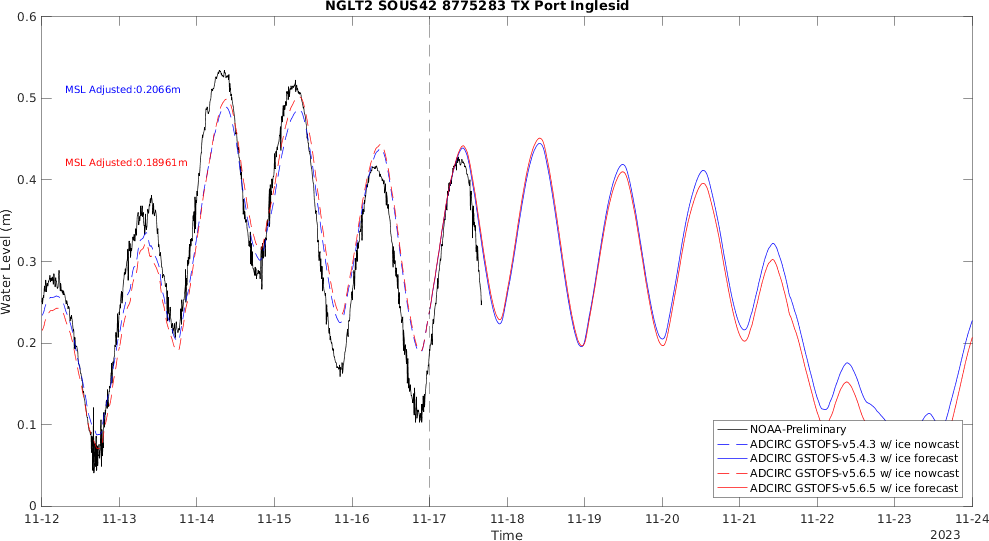 NGLT2 SOUS42 8775283 TX Port Inglesid
0.6
0.5
0.4
0.3
0.2
0.1
0
Water Level (m)
MSL Adjusted:0.2066m
MSL Adjusted:0.18961m
NOAA-Preliminary
ADCIRC GSTOFS-v5.4.3 w/ ice nowcast
ADCIRC GSTOFS-v5.4.3 w/ ice forecast
ADCIRC GSTOFS-v5.6.5 w/ ice nowcast
ADCIRC GSTOFS-v5.6.5 w/ ice forecast
11-12 11-13 11-14 11-15 11-16 11-17 11-18 11-19 11-20 11-21 11-22 11-23 11-24
Time
2023